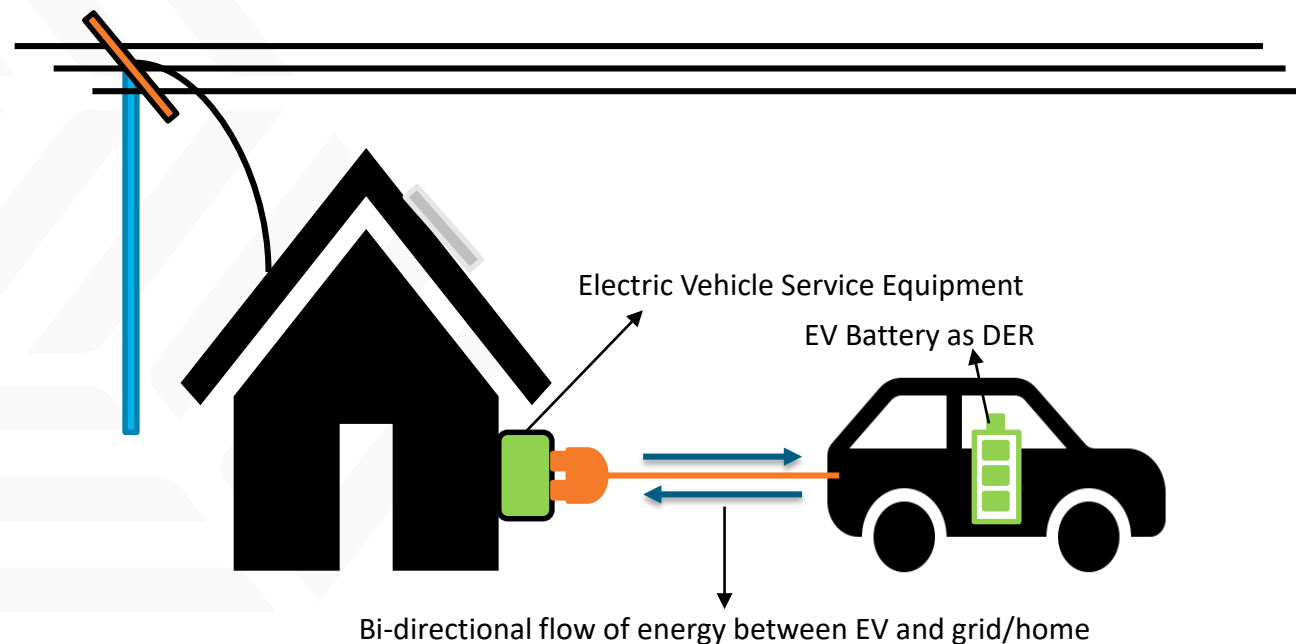 Electric Vehicle Service Equipment
EV Battery as DER
Bi-directional flow of energy between EV and grid/home